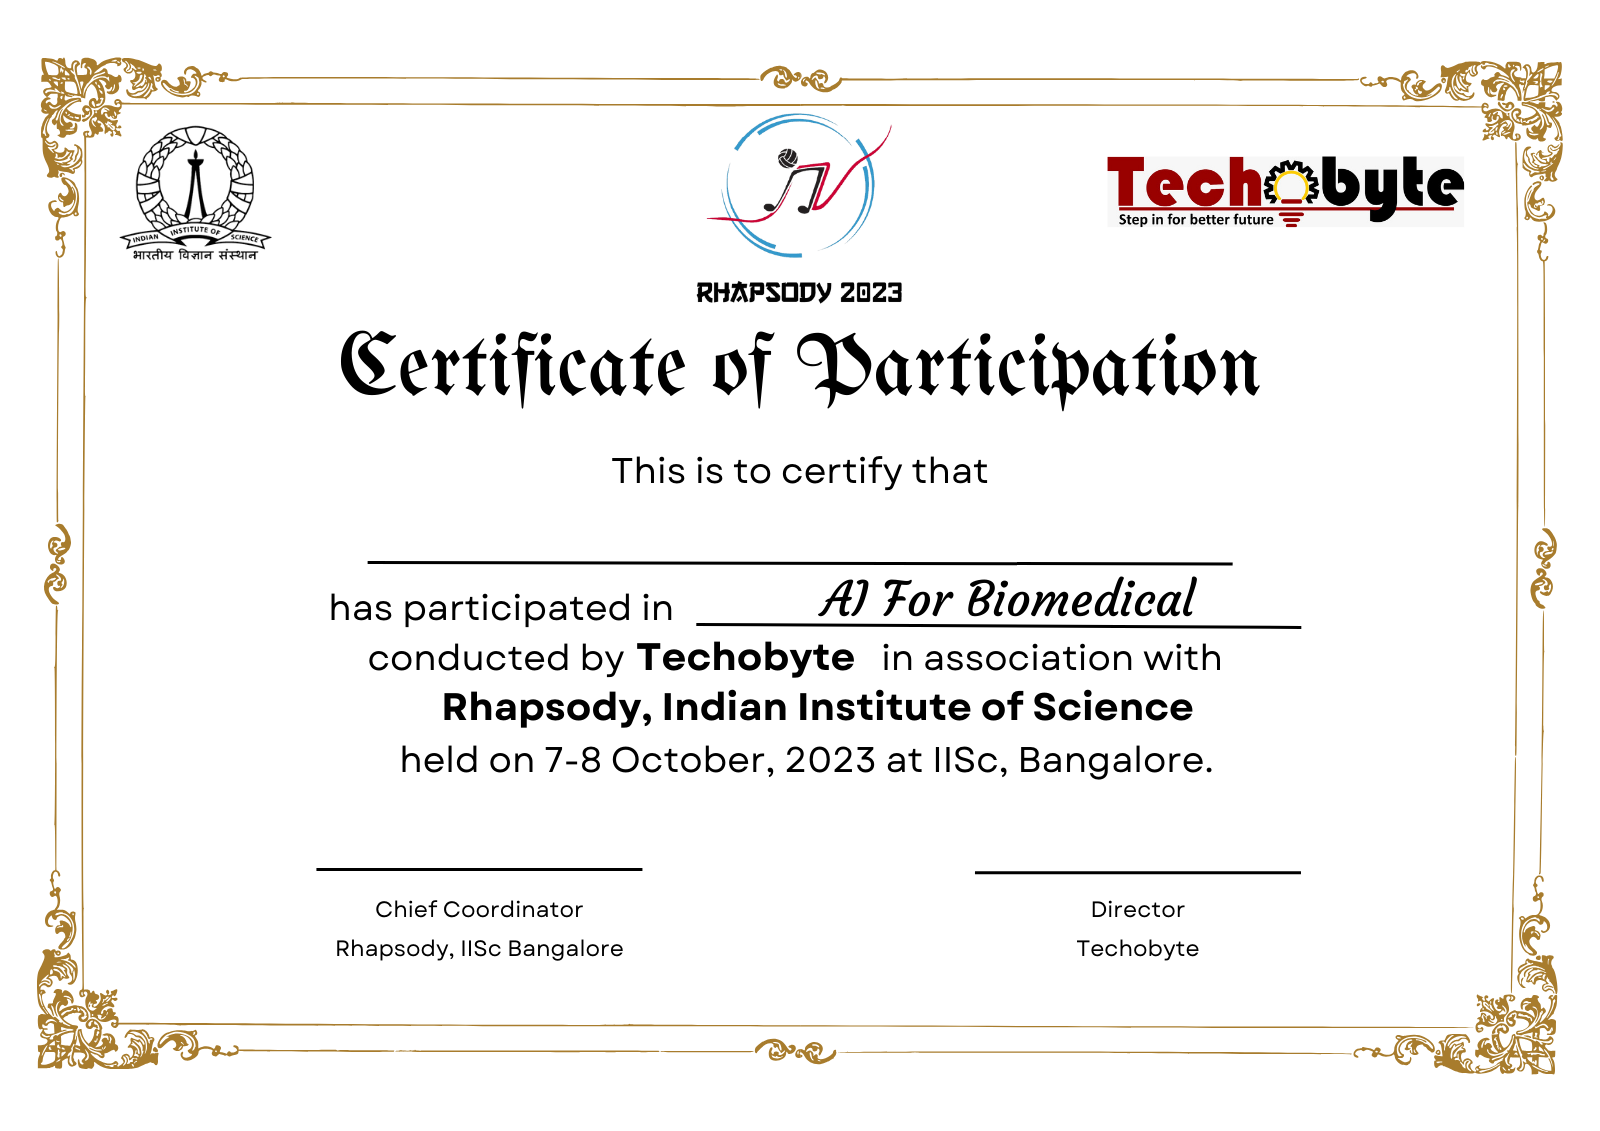 INDIAN INSTITUTE OF SCIENCE
भारतीय विज्ञान संस्थान
RHAPSODY 2023
Techobyte
Step in for better future
Certificate of Participation
This is to certify that
has participated in AI For Biomedical
conducted by Techobyte in association with
Rhapsody, Indian Institute of Science
held on 7-8 October, 2023 at IISc, Bangalore.
Chief Coordinator
Rhapsody, IISc Bangalore
Director
Techobyte